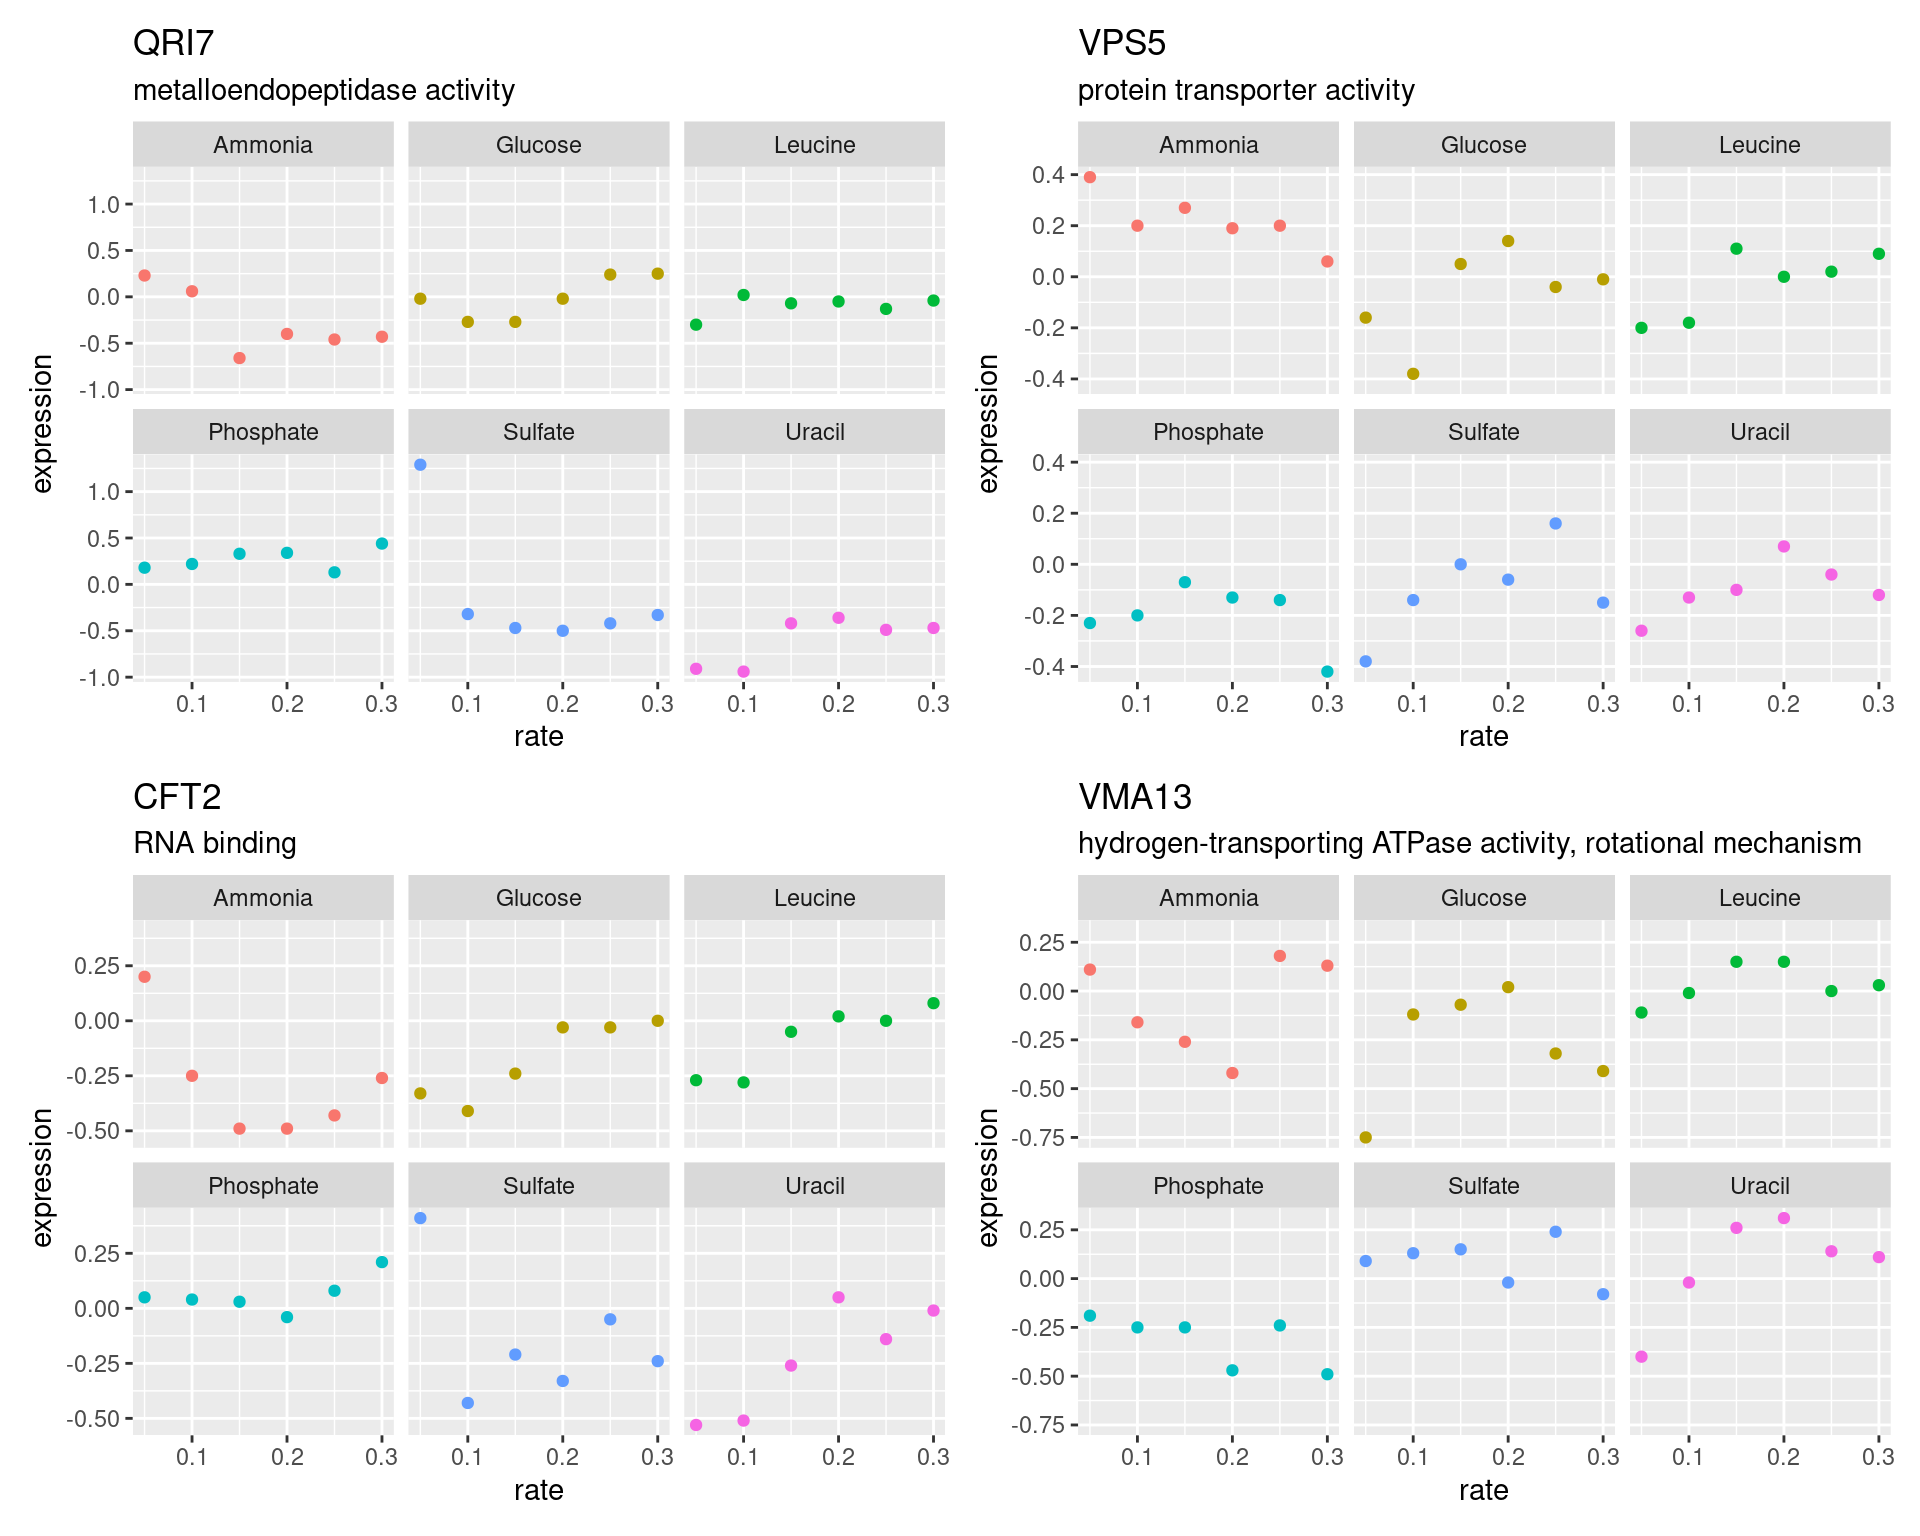 QRI7
metalloendopeptidase activity
Ammonia Glucose Leucine
1.0
0.5
0.0
-0.5
-1.0
Phosphate Sulfate Uracil
1.0
0.5
0.0
-0.5
-1.0
0.1 0.2 0.3 0.1 0.2 0.3 0.1 0.2 0.3
rate
expression
VPS5
protein transporter activity
Ammonia Glucose Leucine
0.4
0.2
0.0
-0.2
-0.4
Phosphate Sulfate Uracil
0.4
0.2
0.0
-0.2
-0.4
0.1 0.2 0.3 0.1 0.2 0.3 0.1 0.2 0.3
rate
expression
CFT2
RNA binding
Ammonia Glucose Leucine
0.25
0.00
-0.25
-0.50
Phosphate Sulfate Uracil
0.25
0.00
-0.25
-0.50
0.1 0.2 0.3 0.1 0.2 0.3 0.1 0.2 0.3
rate
expression
VMA13
hydrogen-transporting ATPase activity, rotational mechanism
Ammonia Glucose Leucine
0.25
0.00
-0.25
-0.50
-0.75
Phosphate Sulfate Uracil
0.25
0.00
-0.25
-0.50
-0.75
0.1 0.2 0.3 0.1 0.2 0.3 0.1 0.2 0.3
rate
expression